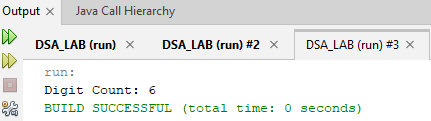 Output × Java Call Hierarchy
DSA_LAB (run) × DSA_LAB (run) #2 × DSA_LAB (run) #3 ×
run:
Digit Count: 6
BUILD SUCCESSFUL (total time: 0 seconds)